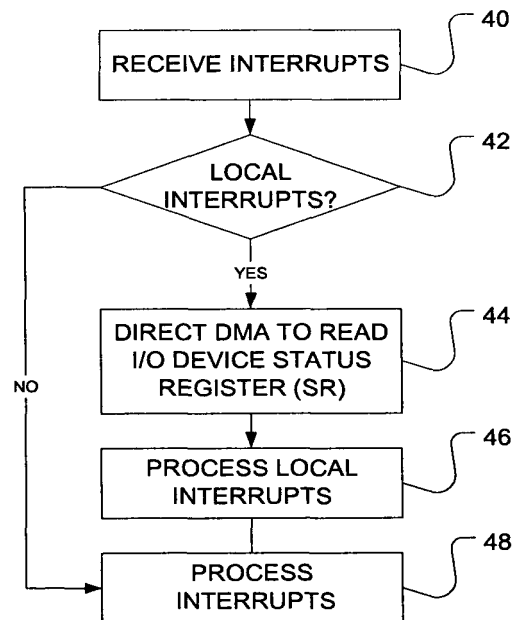 40
RECEIVE INTERRUPTS
42
LOCAL
INTERRUPTS?
YES
44
DIRECT DMA TO READ
I/O DEVICE STATUS
REGISTER (SR)
NO
46
PROCESS LOCAL
INTERRUPTS
48
PROCESS
INTERRUPTS